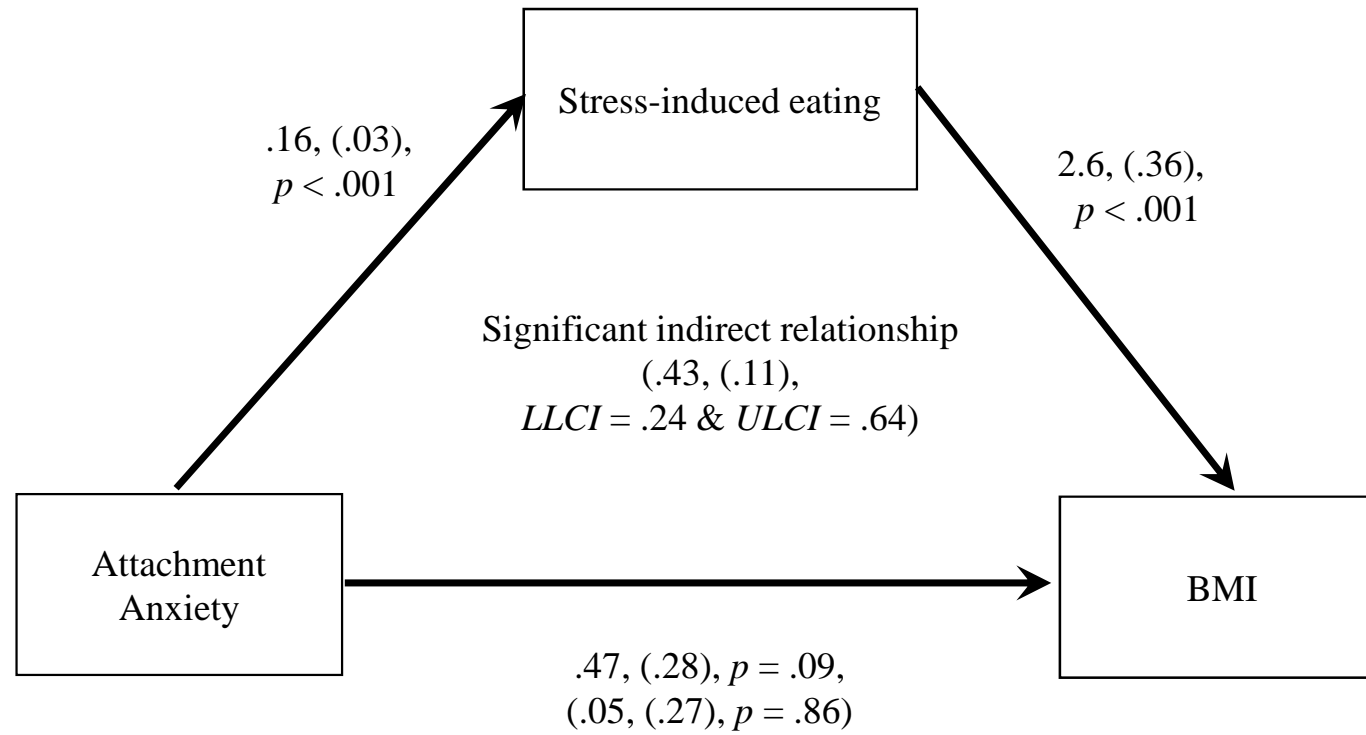 Stress-induced eating
.16, (.03),
p < .001
2.6, (.36),
p < .001
Significant indirect relationship
(.43, (.11),
LLCI = .24 & ULCI = .64)
Attachment
Anxiety
BMI
.47, (.28), p = .09,
(.05, (.27), p = .86)